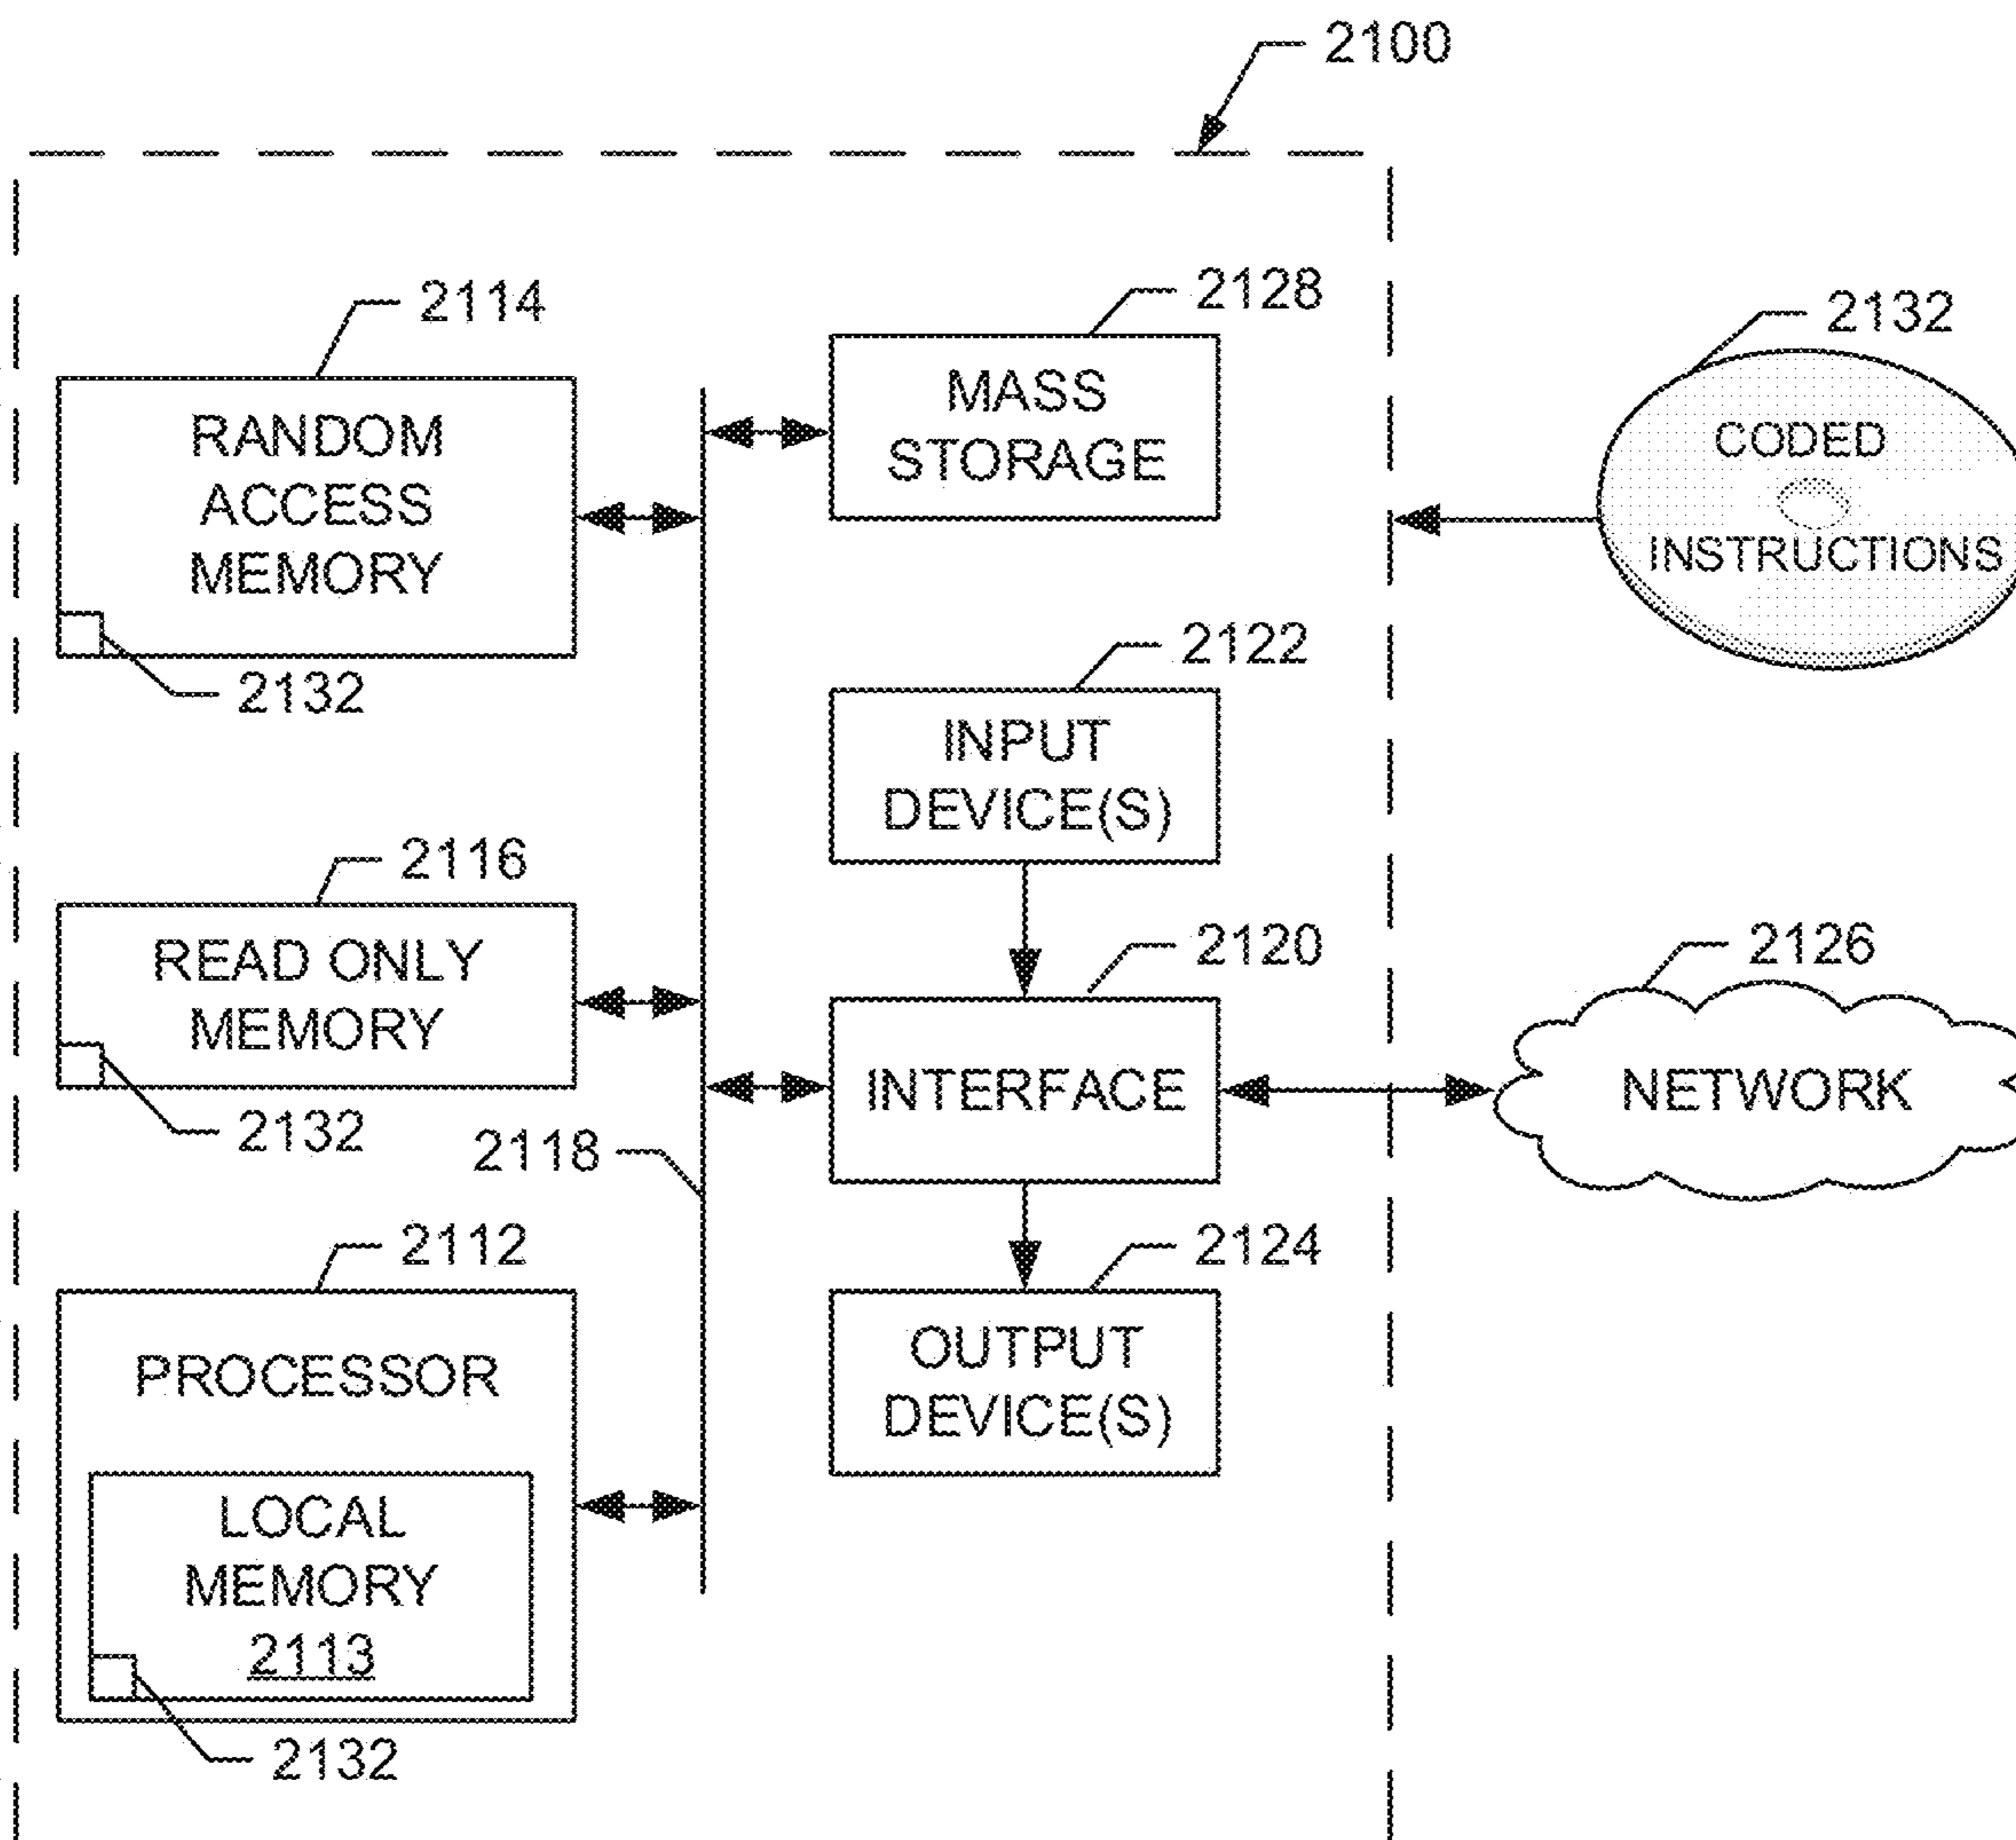 2100
2114
RANDOM
ACCESS
MEMORY
2132
2128
MASS
STORAGE
2132
CODED
INSTRUCTIONS
2122
INPUT
DEVICE(S)
2116
READ ONLY
MEMORY
2132
2118
2120
INTERFACE
2126
NETWORK
2112
PROCESSOR
LOCAL
MEMORY
2113
2132
2124
OUTPUT
DEVICE(S)